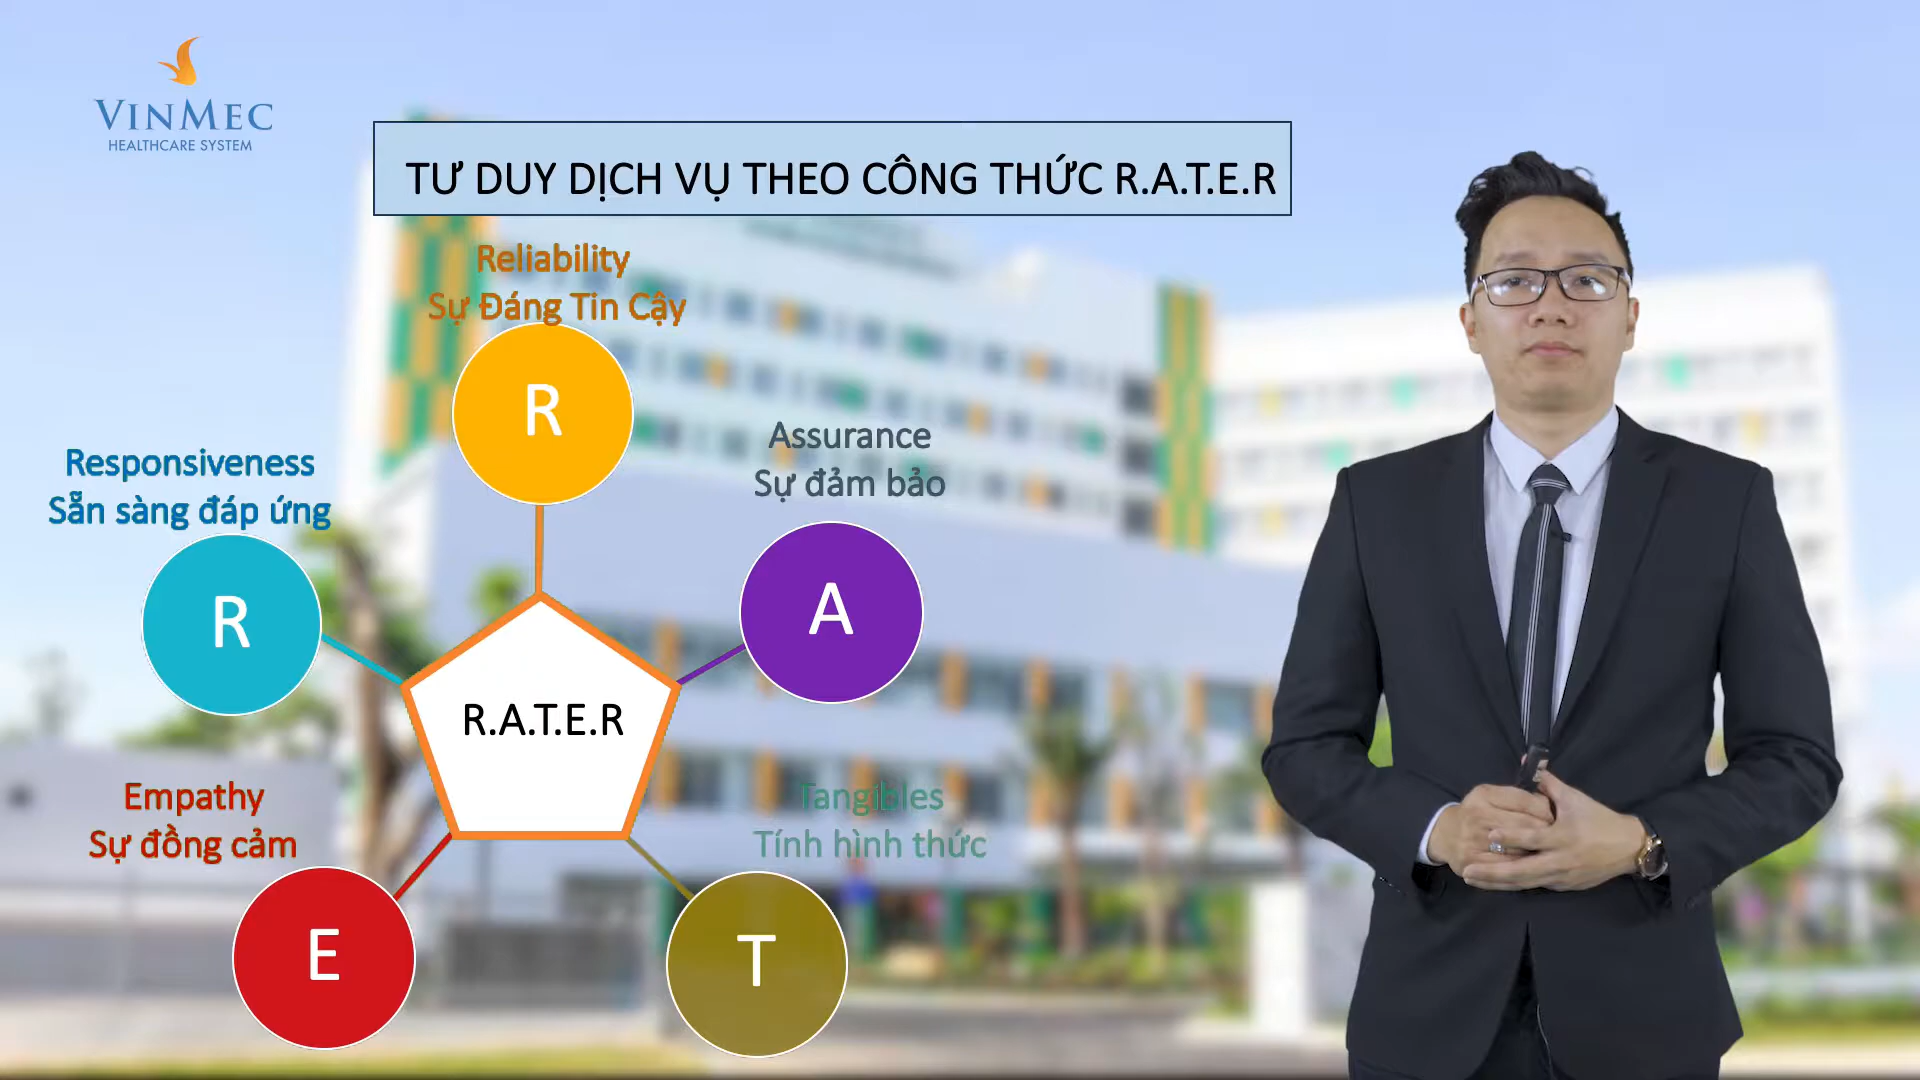 VINMEC
HEALTHCARE SYSTEM
TƯ DUY DỊCH VỤ THEO CÔNG THỨC R.A.T.E.R
Reliability
Sự Đáng Tin Cậy
R
Assurance
Sự đảm bảo
A
Responsiveness
Sẵn sàng đáp ứng
R
R.A.T.E.R
Empathy
Sự đồng cảm
E
Tangibles
Tính hình thức
T